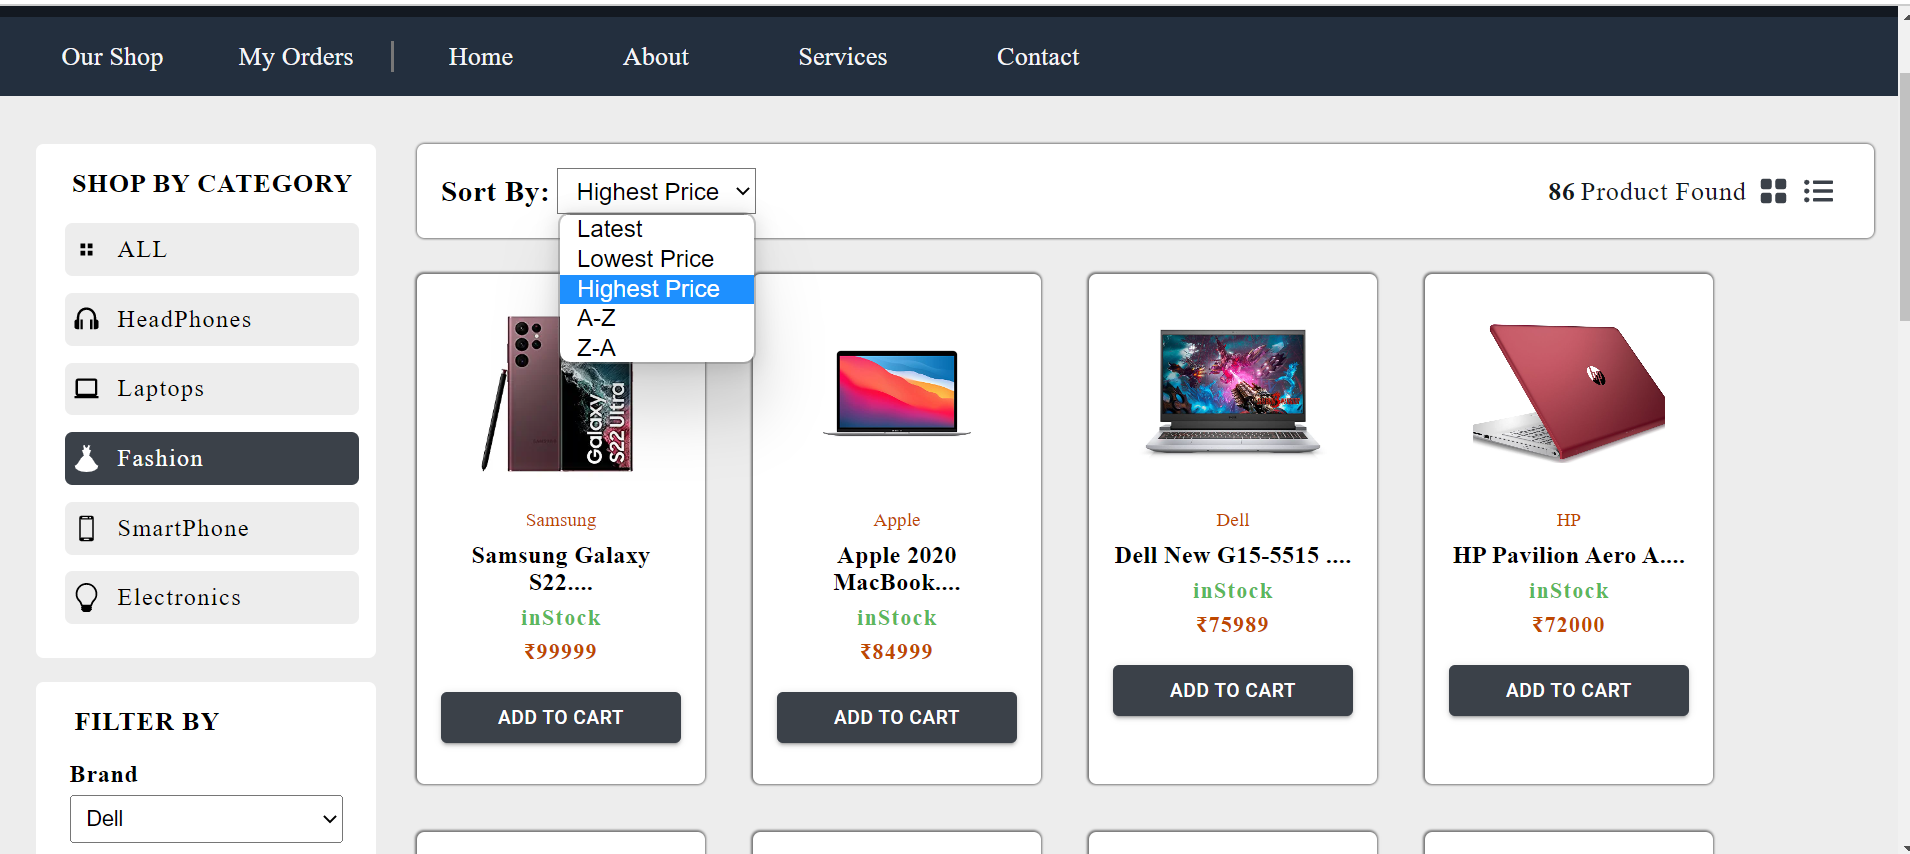 Our Shop
My Orders
Home
About
Services
Contact
SHOP BY CATEGORY
ALL
HeadPhones
Laptops
Fashion
SmartPhone
Electronics
FILTER BY
Brand
Dell
Sort By: Highest Price
Latest
Lowest Price
Highest Price
A-Z
Z-A
86 Product Found
Galaxy
S22 Ultra
Samsung
Samsung Galaxy
S22....
inStock
₹99999
ADD TO CART
Apple
Apple 2020
MacBook....
inStock
₹84999
ADD TO CART
Dell
Dell New G15-5515 ....
inStock
₹75989
ADD TO CART
hp
HP
HP Pavilion Aero A....
inStock
₹72000
ADD TO CART